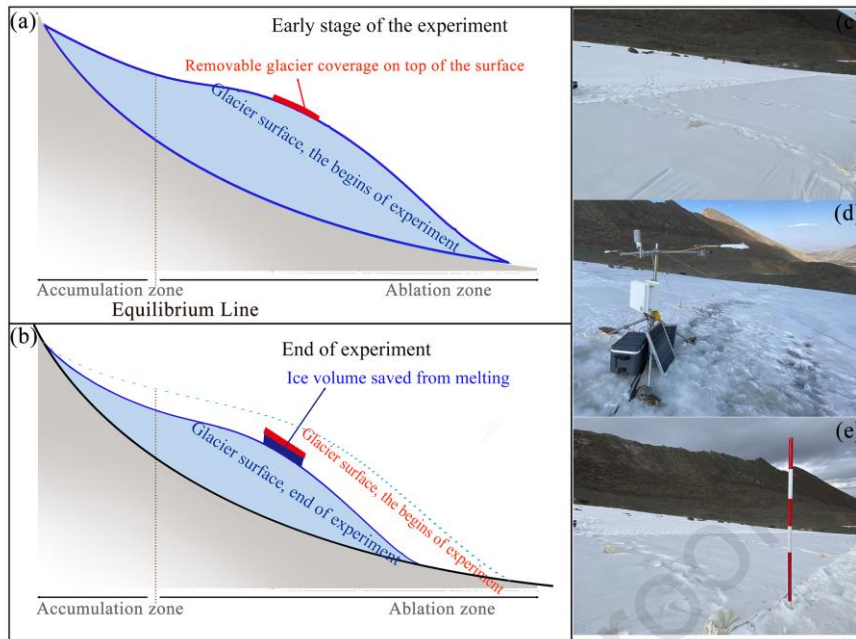 (a)
Early stage of the experiment
Removable glacier coverage on top of the surface
Glacier surface, the begins of experiment
Accumulation zone
Ablation zone
Equilibrium Line
(b)
End of experiment
Ice volume saved from melting
Glacier surface, the begins of experiment
Glacier surface, end of experiment
Accumulation zone
Ablation zone
(c)
(d)
(e)